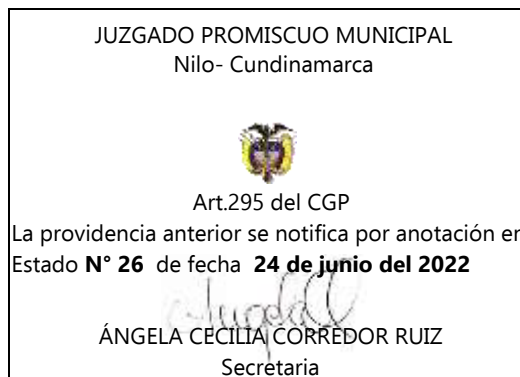 JUZGADO PROMISCUO MUNICIPAL
Nilo- Cundinamarca
Art.295 del CGP
La providencia anterior se notifica por anotación en
Estado N° 26 de fecha 24 de junio del 2022
ÁNGELA CECILIA CORREDOR RUIZ
Secretaria